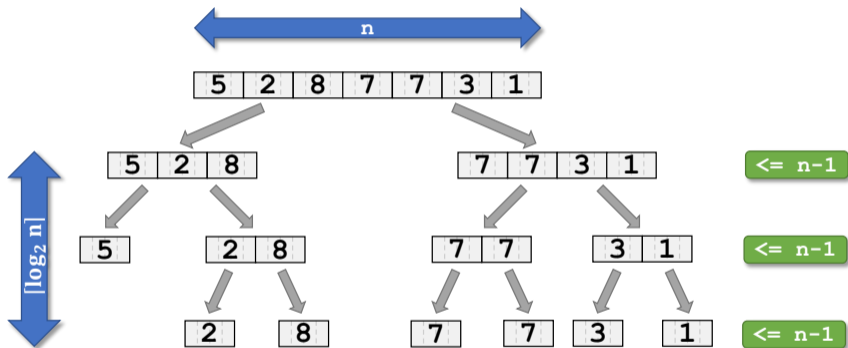 n
5 2 8 7 7 3 1
5 2 8 7 7 3 1 <= n-1
⌈log₂ n⌉
5 2 8 7 7 3 1 <= n-1
2 8 7 7 3 1 <= n-1